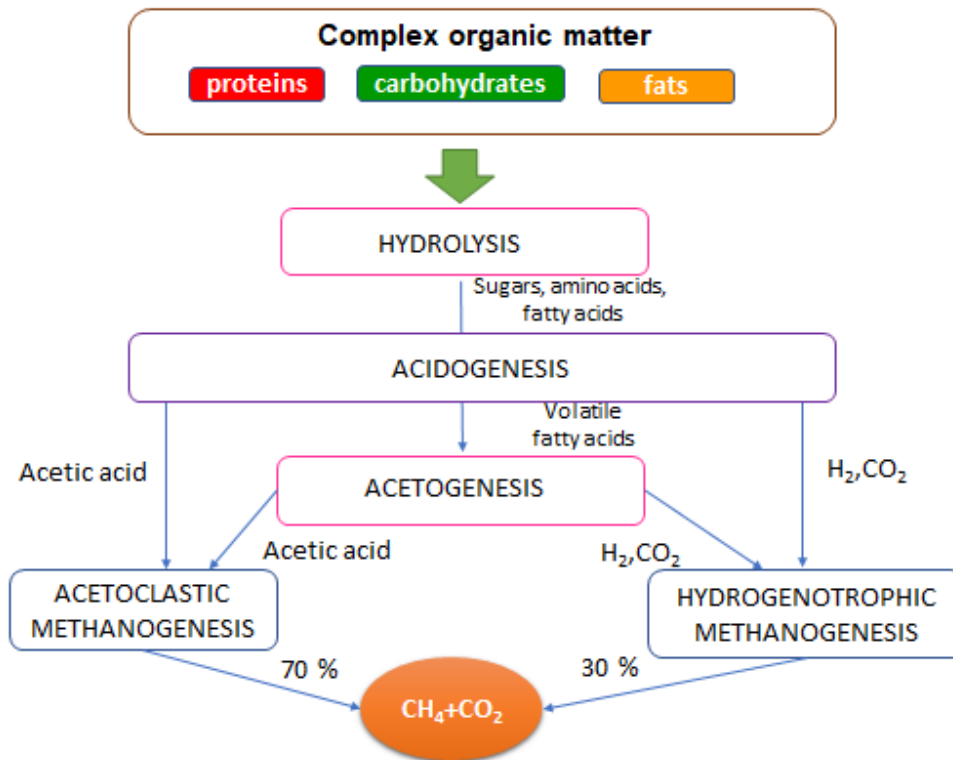 Complex organic matter
proteins
carbohydrates
fats
HYDROLYSIS
Sugars, amino acids,
fatty acids
ACIDOGENESIS
Volatile
fatty acids
Acetic acid
H₂,CO₂
ACETOGENESIS
Acetic acid
H₂,CO₂
ACETOCLASTIC
METHANOGENESIS
HYDROGENOTROPHIC
METHANOGENESIS
70 %
30 %
CH₄+CO₂